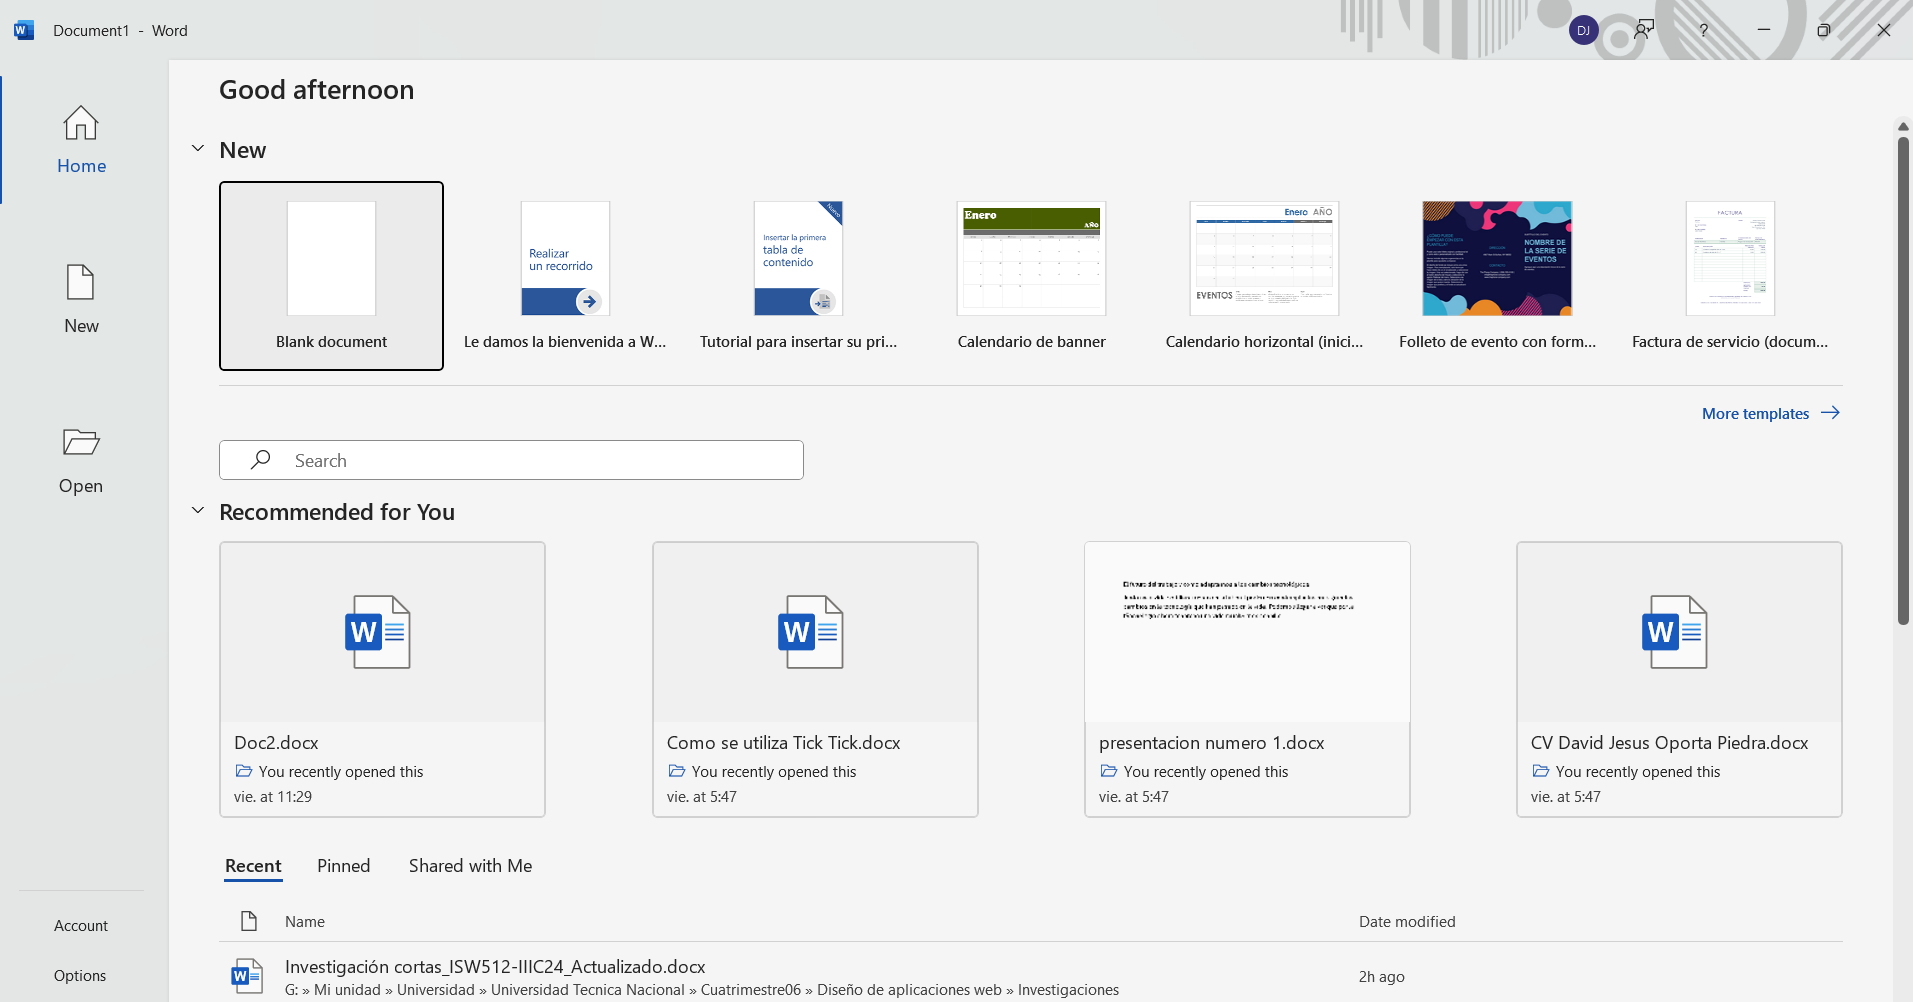 Document1 - Word
DJ
Good afternoon
Home
New
Open
Account
Options
New
Blank document
Realizar
un recorrido
Le damos la bienvenida a W...
Nuevo
Insertar la primera
tabla de
contenido
Tutorial para insertar su pri...
Enero
AÑO
Calendario de banner
Enero AÑO
EVENTOS
Calendario horizontal (inici...
NOMBRE DE
LA SERIE DE
EVENTOS
Folleto de evento con form...
FACTURA
Factura de servicio (docum...
More templates
Search
Recommended for You
Doc2.docx
You recently opened this
vie. at 11:29
Como se utiliza Tick Tick.docx
You recently opened this
vie. at 5:47
presentacion numero 1.docx
You recently opened this
vie. at 5:47
CV David Jesus Oporta Piedra.docx
You recently opened this
vie. at 5:47
Recent Pinned Shared with Me
Name Date modified
Investigación cortas_ISW512-IIIC24_Actualizado.docx
2h ago
G: » Mi unidad » Universidad » Universidad Tecnica Nacional » Cuatrimestre06 » Diseño de aplicaciones web » Investigaciones